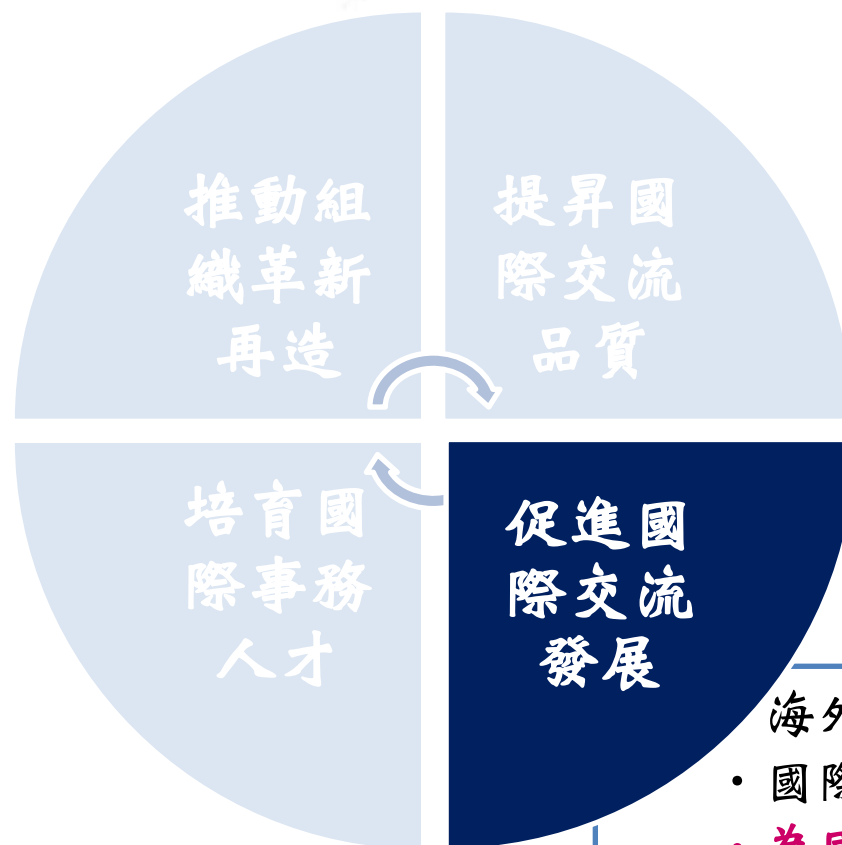 推動組
織革新
再造
提昇國
際交流
品質
培育國
際事務
人才
促進國
際交流
發展
海外
・國際